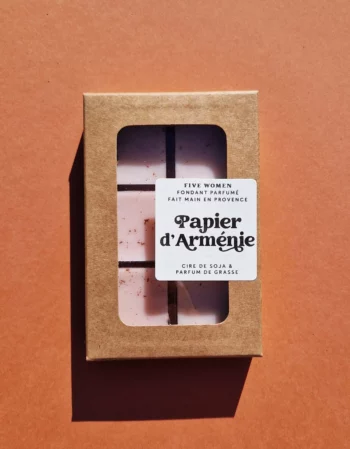 FIVE WOMEN
FONDANT PARFUMÉ
FAIT MAIN EN PROVENCE
Papier
d'Arménie
CIRE DE SOJA &
PARFUM DE GRASSE